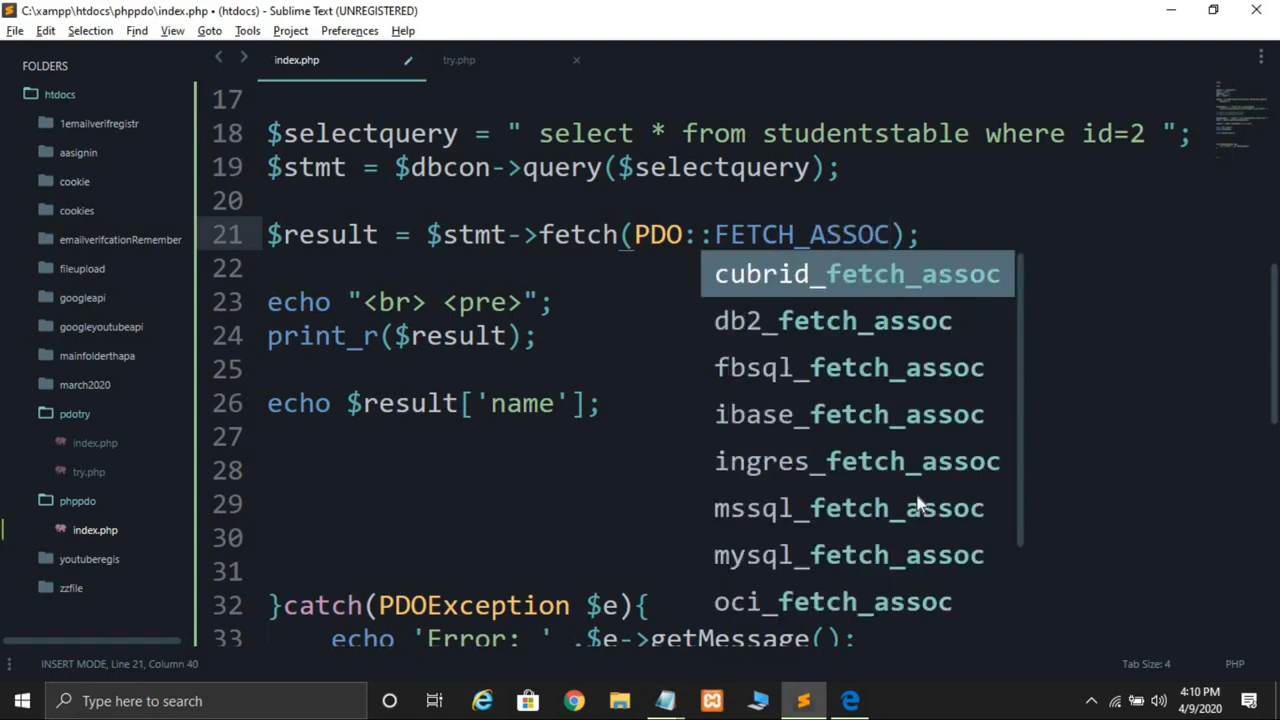 C:\xampp\htdocs\phppdo\index.php • (htdocs) - Sublime Text (UNREGISTERED)
File Edit Selection Find View Goto Tools Project Preferences Help
FOLDERS
htdocs
1emailverifregistr
aasignin
cookie
cookies
emailverifcationRemember
fileupload
googleapi
googleyoutubeapi
mainfolderthapa
march2020
pdotry
index.php
try.php
phppdo
index.php
youtuberegis
zzfile
index.php try.php
17
18 $selectquery = " select * from studentstable where id=2 ";
19 $stmt = $dbcon->query($selectquery);
20
21 $result = $stmt->fetch(PDO::FETCH_ASSOC);
22
23 echo "<br> <pre>";
24 print_r($result);
25
26 echo $result['name'];
27
28
29
30
31
32 }catch(PDOException $e){
33 echo 'Error: ' .$e->getMessage();
cubrid_fetch_assoc
db2_fetch_assoc
fbsql_fetch_assoc
ibase_fetch_assoc
ingres_fetch_assoc
mssql_fetch_assoc
mysql_fetch_assoc
oci_fetch_assoc
INSERT MODE, Line 21, Column 40 Tab Size: 4 PHP
Type here to search
4:10 PM
4/9/2020